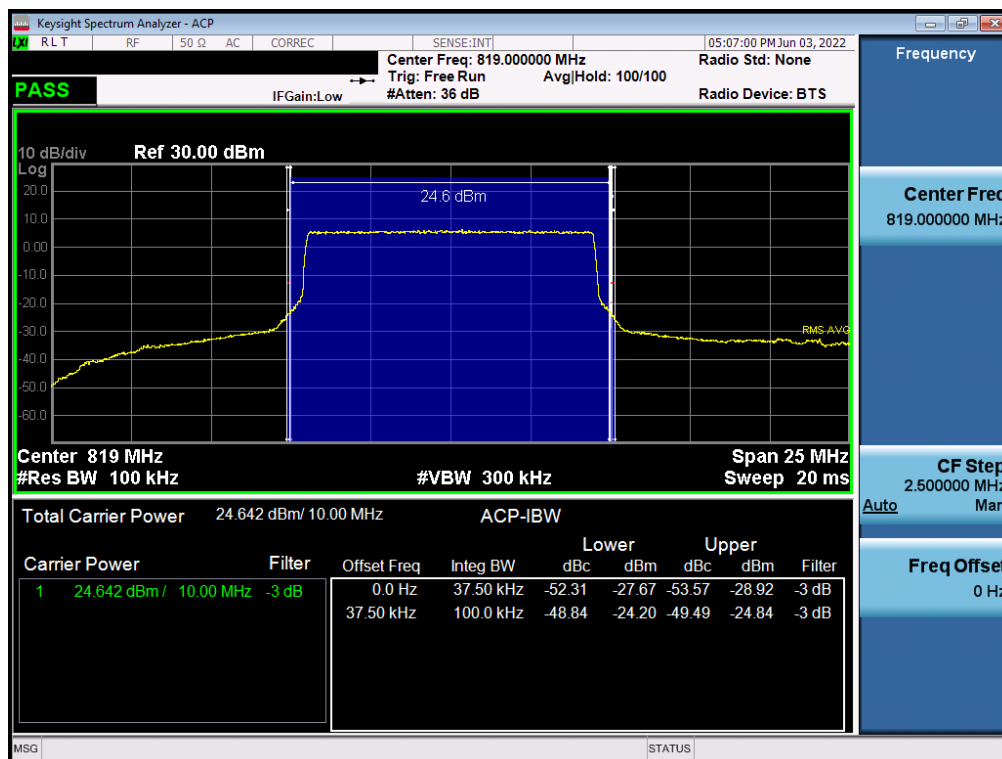 Keysight Spectrum Analyzer - ACP
LXI RLT RF 50 Ω AC CORREC SENSE:INT 05:07:00 PM Jun 03, 2022
Center Freq: 819.000000 MHz Radio Std: None
Trig: Free Run Avg|Hold: 100/100
PASS IFGain:Low #Atten: 36 dB Radio Device: BTS
10 dB/div Ref 30.00 dBm
Log
20.0
24.6 dBm
10.0
0.00
-10.0
-20.0
-30.0
RMS AVG
-40.0
-50.0
-60.0
Center 819 MHz Span 25 MHz
#Res BW 100 kHz #VBW 300 kHz Sweep 20 ms
Total Carrier Power 24.642 dBm/ 10.00 MHz ACP-IBW
Lower Upper
Carrier Power Filter Offset Freq Integ BW dBc dBm dBc dBm Filter
1 24.642 dBm / 10.00 MHz -3 dB 0.0 Hz 37.50 kHz -52.31 -27.67 -53.57 -28.92 -3 dB
37.50 kHz 100.0 kHz -48.84 -24.20 -49.49 -24.84 -3 dB
MSG STATUS
Frequency
Center Freq
819.000000 MHz
CF Step
2.500000 MHz
Auto Man
Freq Offset
0 Hz